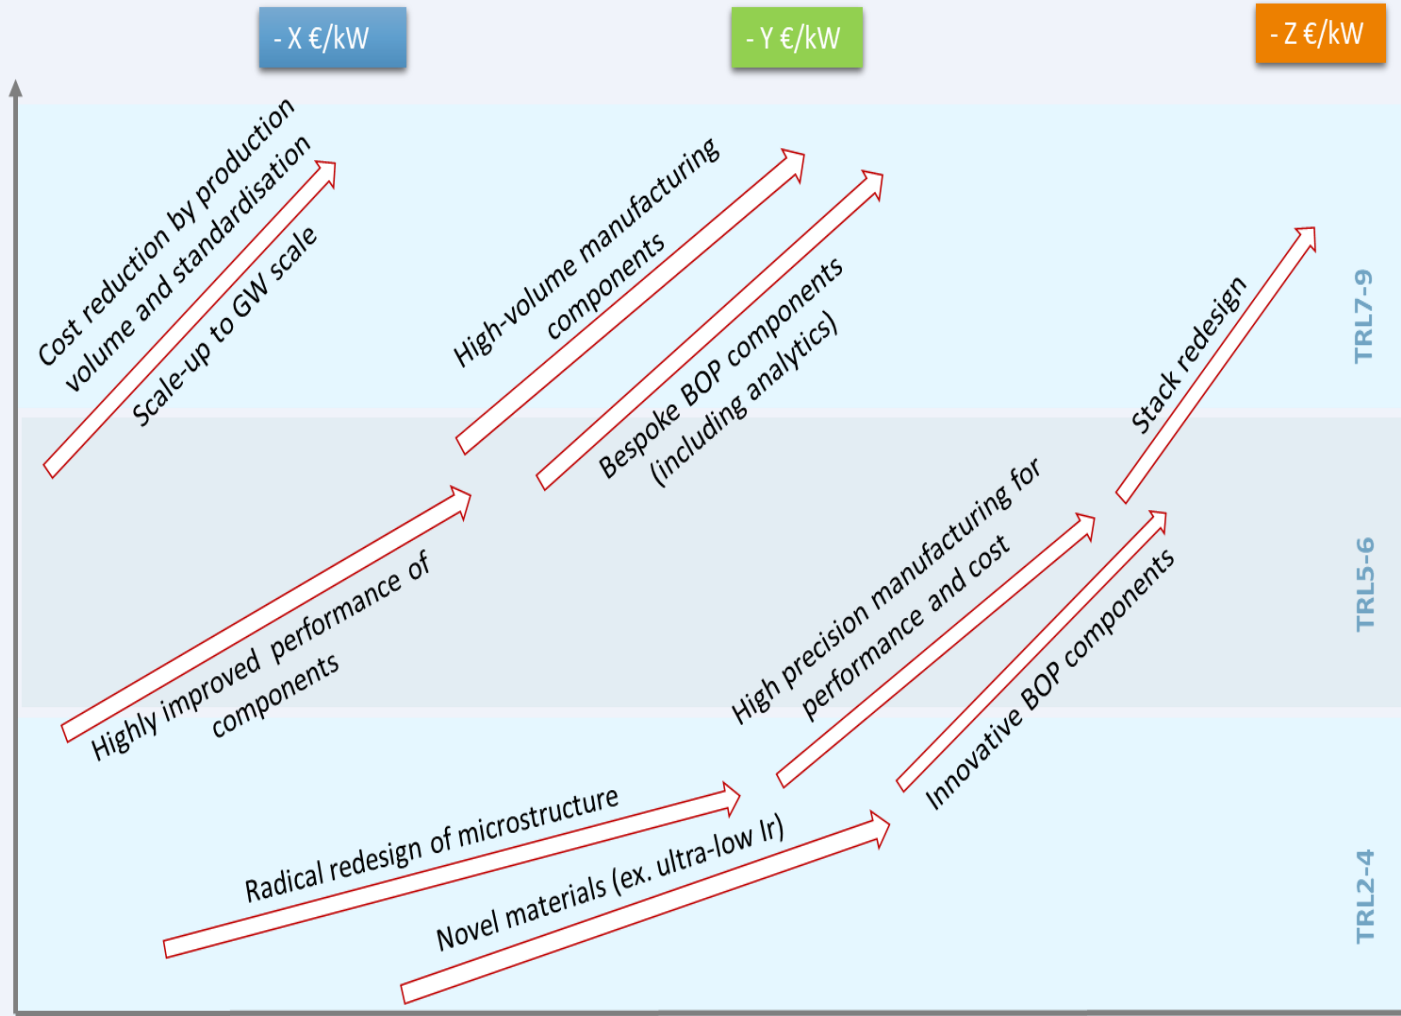 - X €/kW
- Y €/kW
- Z €/kW
Cost reduction by production
volume and standardisation
Scale-up to GW scale
High-volume manufacturing
components
Bespoke BOP components
(including analytics)
Stack redesign
TRL7-9
Highly improved performance of
components
High precision manufacturing for
performance and cost
Innovative BOP components
TRL5-6
Radical redesign of microstructure
Novel materials (ex. ultra-low Ir)
TRL2-4